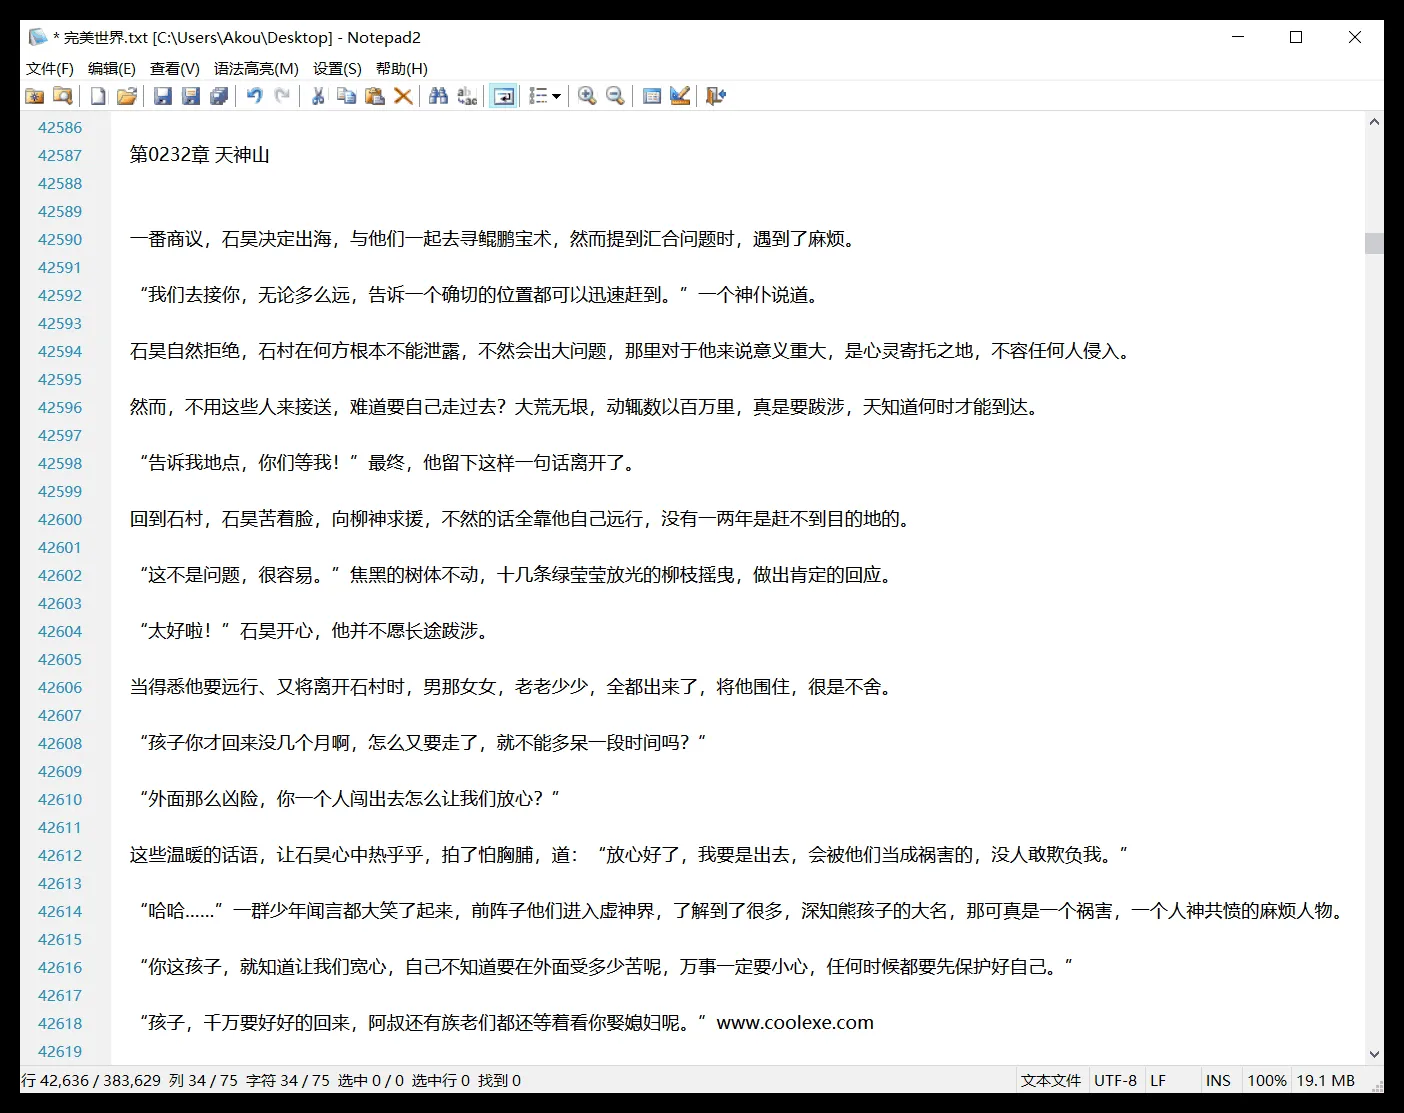 * 完美世界.txt [C:\Users\Akou\Desktop] - Notepad2
文件(F) 编辑(E) 查看(V) 语法高亮(M) 设置(S) 帮助(H)
42586
42587 第0232章 天神山
42588
42589
42590 一番商议，石昊决定出海，与他们一起去寻鲲鹏宝术，然而提到汇合问题时，遇到了麻烦。
42591
42592 “我们去接你，无论多么远，告诉一个确切的位置都可以迅速赶到。”一个神仆说道。
42593
42594 石昊自然拒绝，石村在何方根本不能泄露，不然会出大问题，那里对于他来说意义重大，是心灵寄托之地，不容任何人侵入。
42595
42596 然而，不用这些人来接送，难道要自己走过去？大荒无垠，动辄数以百万里，真是要跋涉，天知道何时才能到达。
42597
42598 “告诉我地点，你们等我！”最终，他留下这样一句话离开了。
42599
42600 回到石村，石昊苦着脸，向柳神求援，不然的话全靠他自己远行，没有一两年是赶不到目的地的。
42601
42602 “这不是问题，很容易。”焦黑的树体不动，十几条绿莹莹放光的柳枝摇曳，做出肯定的回应。
42603
42604 “太好啦！”石昊开心，他并不愿长途跋涉。
42605
42606 当得悉他要远行、又将离开石村时，男那女女，老老少少，全都出来了，将他围住，很是不舍。
42607
42608 “孩子你才回来没几个月啊，怎么又要走了，就不能多呆一段时间吗？”
42609
42610 “外面那么凶险，你一个人闯出去怎么让我们放心？”
42611
42612 这些温暖的话语，让石昊心中热乎乎，拍了怕胸脯，道：“放心好了，我要是出去，会被他们当成祸害的，没人敢欺负我。”
42613
42614 “哈哈……”一群少年闻言都大笑了起来，前阵子他们进入虚神界，了解到了很多，深知熊孩子的大名，那可真是一个祸害，一个人神共愤的麻烦人物。
42615
42616 “你这孩子，就知道让我们宽心，自己不知道要在外面受多少苦呢，万事一定要小心，任何时候都要先保护好自己。”
42617
42618 “孩子，千万要好好的回来，阿叔还有族老们都还等着看你娶媳妇呢。”www.coolexe.com
42619
行 42,636 / 383,629 列 34 / 75 字符 34 / 75 选中 0 / 0 选中行 0 找到 0 文本文件 UTF-8 LF INS 100% 19.1 MB